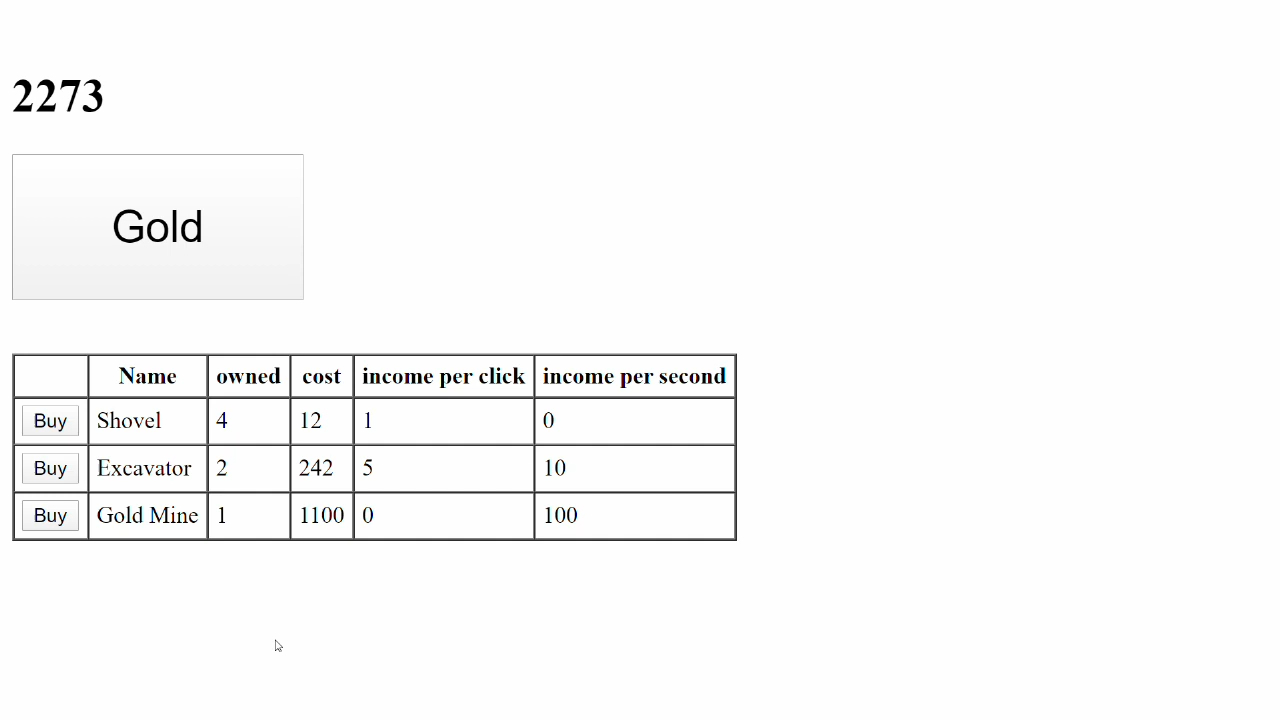 2273
Gold
Name owned cost income per click income per second
Buy Shovel 4 12 1 0
Buy Excavator 2 242 5 10
Buy Gold Mine 1 1100 0 100